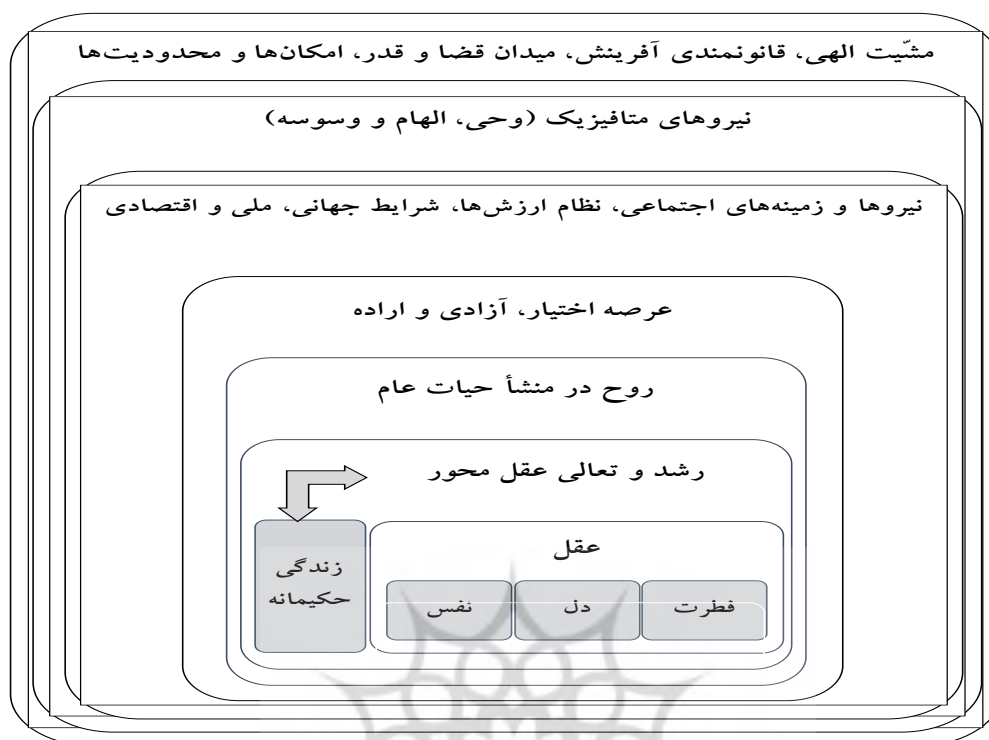 مشّیت الهی، قانونمندی آفرینش، میدان قضا و قدر، امکان‌ها و محدودیت‌ها
نیروهای متافیزیک (وحی، الهام و وسوسه)
نیروها و زمینه‌های اجتماعی، نظام ارزش‌ها، شرایط جهانی، ملی و اقتصادی
عرصه اختیار، آزادی و اراده
روح در منشأ حیات عام
رشد و تعالی عقل محور
عقل
فطرت
دل
نفس
زندگی
حکیمانه